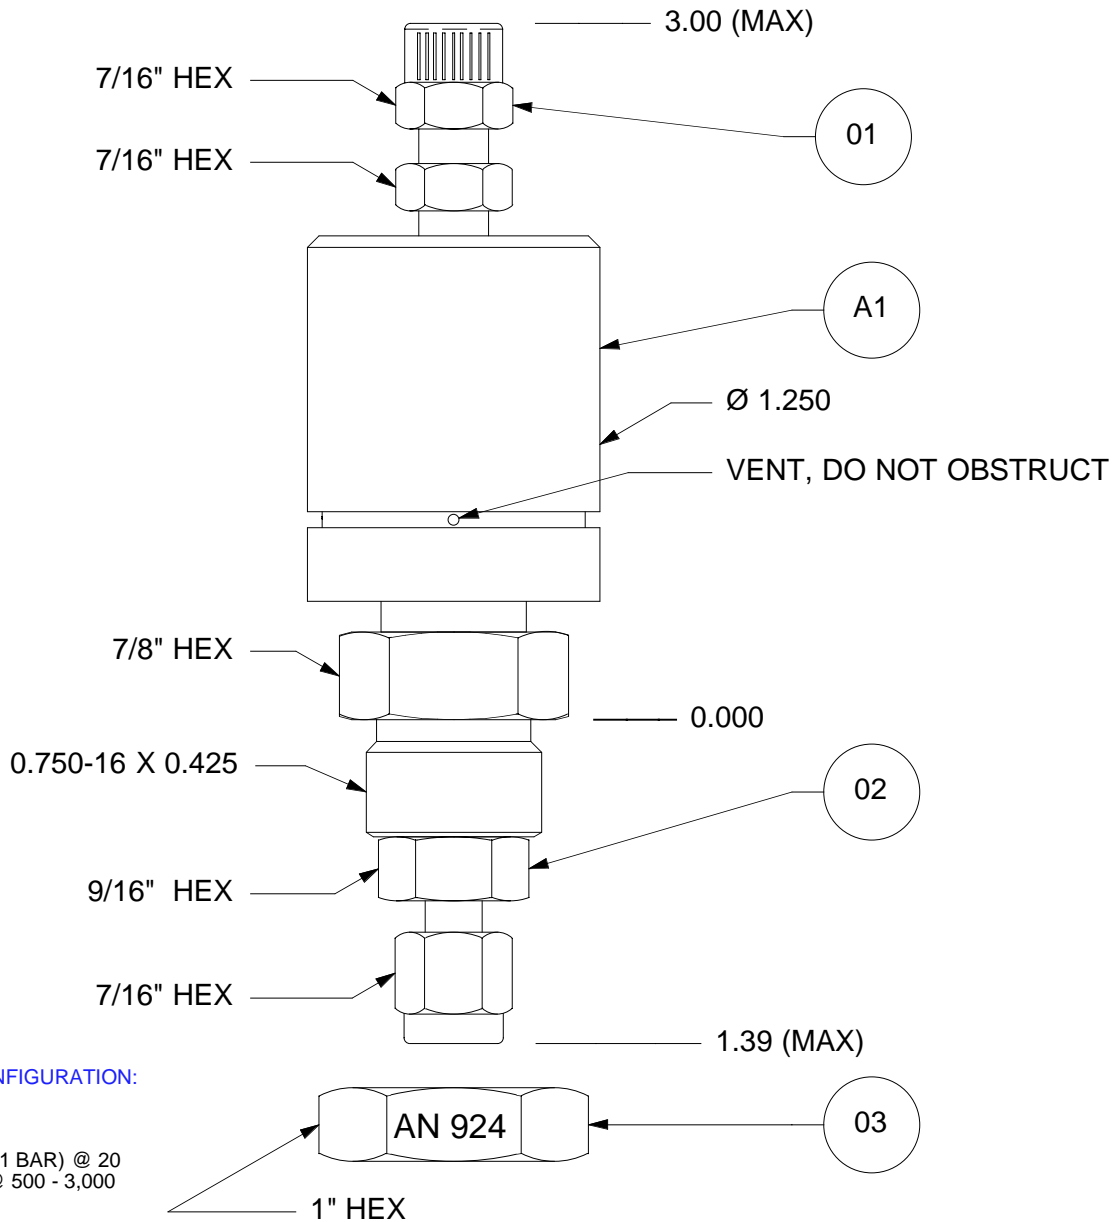 3.00 (MAX)
7/16" HEX
01
7/16" HEX
A1
Ø 1.250
VENT, DO NOT OBSTRUCT
7/8" HEX
0.000
0.750-16 X 0.425
02
9/16" HEX
7/16" HEX
1.39 (MAX)
NFIGURATION:
AN 924
03
1 BAR) @ 20
@ 500 - 3,000
1" HEX